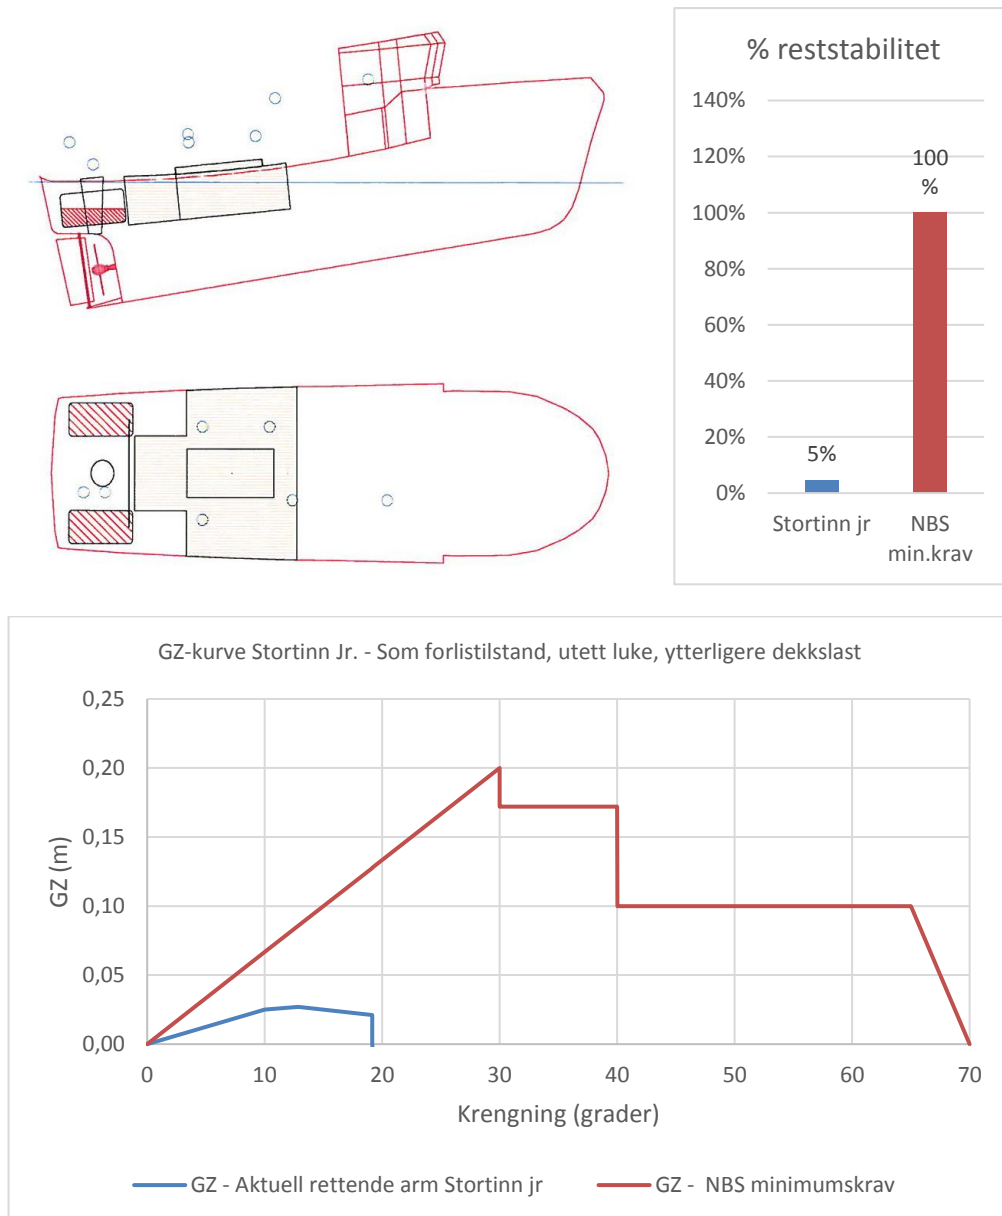 % reststabilitet
140%
120%
100%
80%
60%
40%
20%
0%
100
%
5%
Stortinn jr
NBS
min.krav
GZ-kurve Stortinn Jr. - Som forlistilstand, utett luke, ytterligere dekkslast
GZ (m)
0,25
0,20
0,15
0,10
0,05
0,00
0 10 20 30 40 50 60 70
Krengning (grader)
GZ - Aktuell rettende arm Stortinn jr GZ - NBS minimumskrav